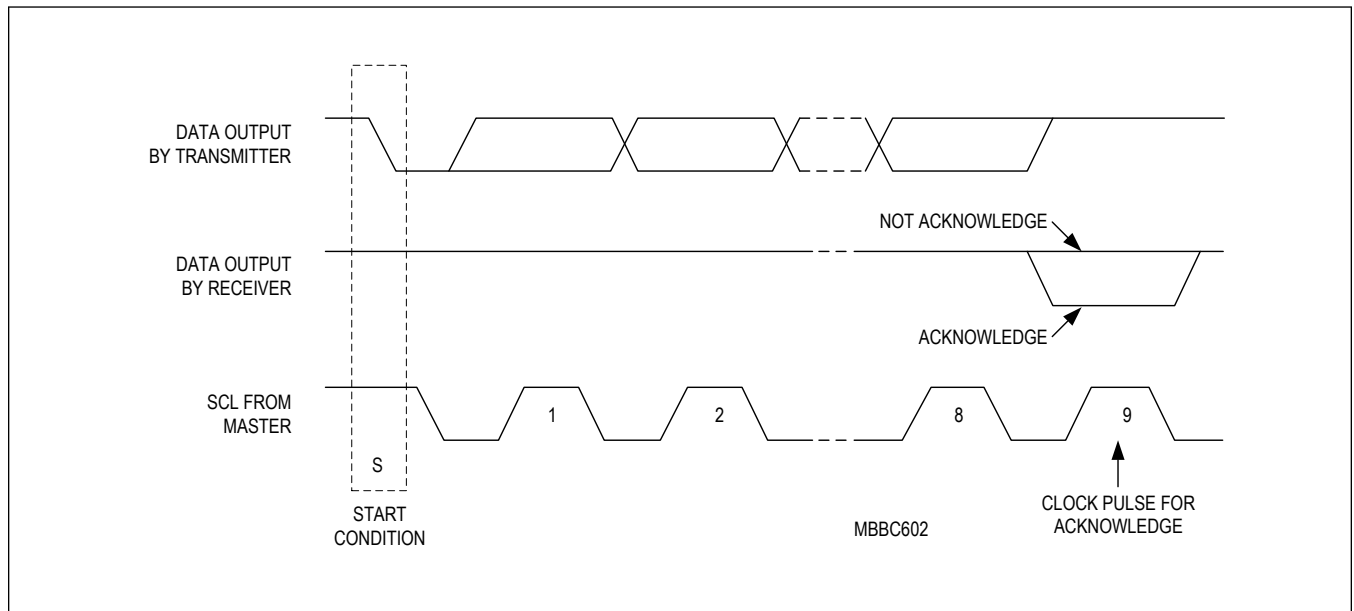 DATA OUTPUT
BY TRANSMITTER
NOT ACKNOWLEDGE
DATA OUTPUT
BY RECEIVER
ACKNOWLEDGE
SCL FROM
MASTER
1
2
8
9
S
START
CONDITION
MBBC602
CLOCK PULSE FOR
ACKNOWLEDGE